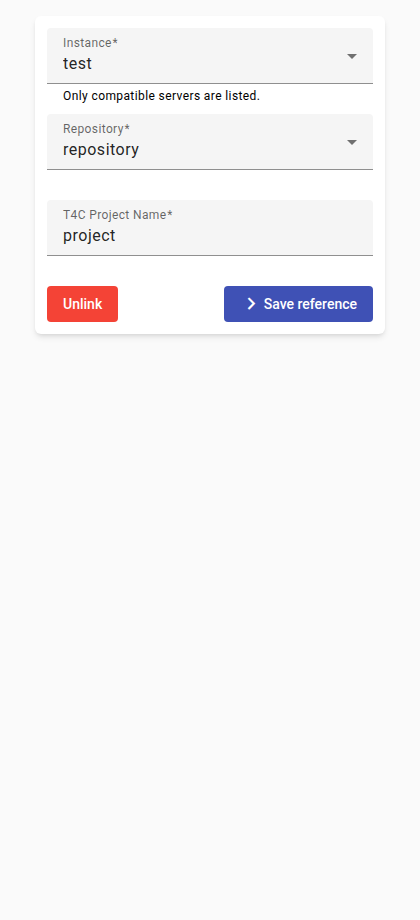 Instance*
test
Only compatible servers are listed.
Repository*
repository
T4C Project Name*
project
Unlink
Save reference